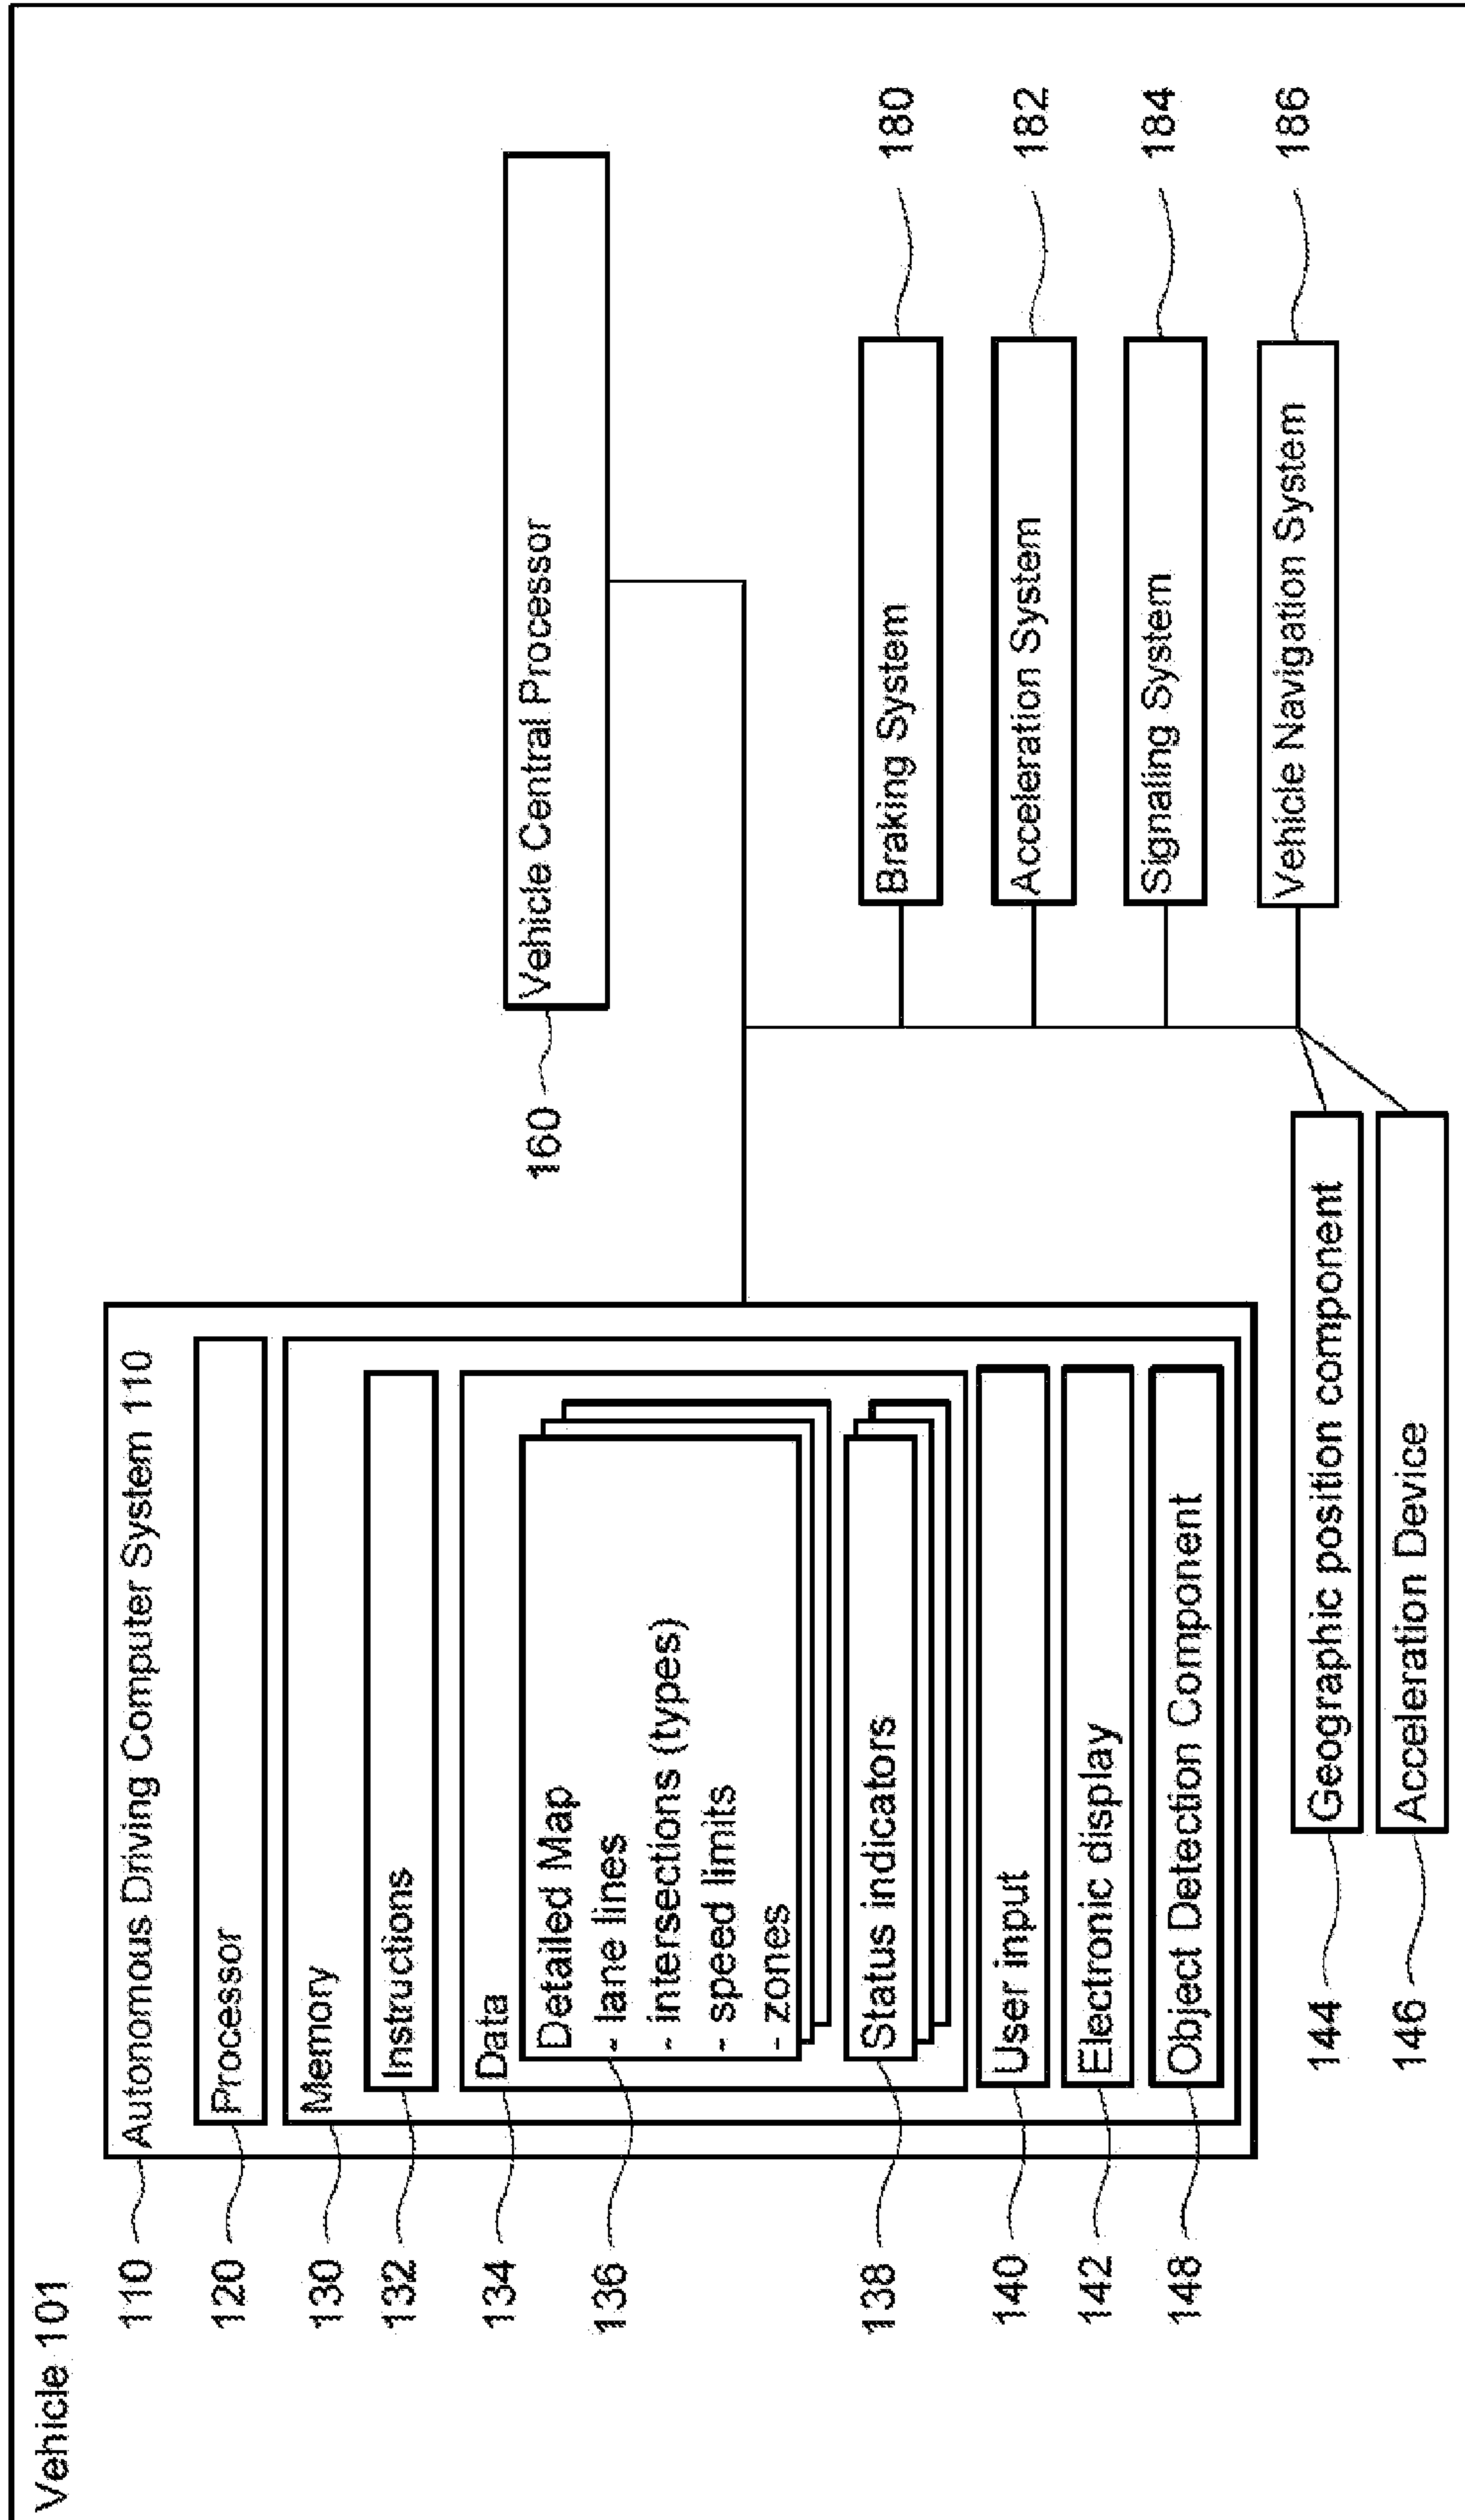 Vehicle 101
110
Autonomous Driving Computer System 110
120
Processor
130
Memory
132
Instructions
134
Data
136
Detailed Map
- lane lines
- intersections (types)
- speed limits
- zones
138
Status indicators
140
User input
142
Electronic display
148
Object Detection Component
144
Geographic position component
146
Acceleration Device
160
Vehicle Central Processor
Braking System
180
Acceleration System
182
Signaling System
184
Vehicle Navigation System
186